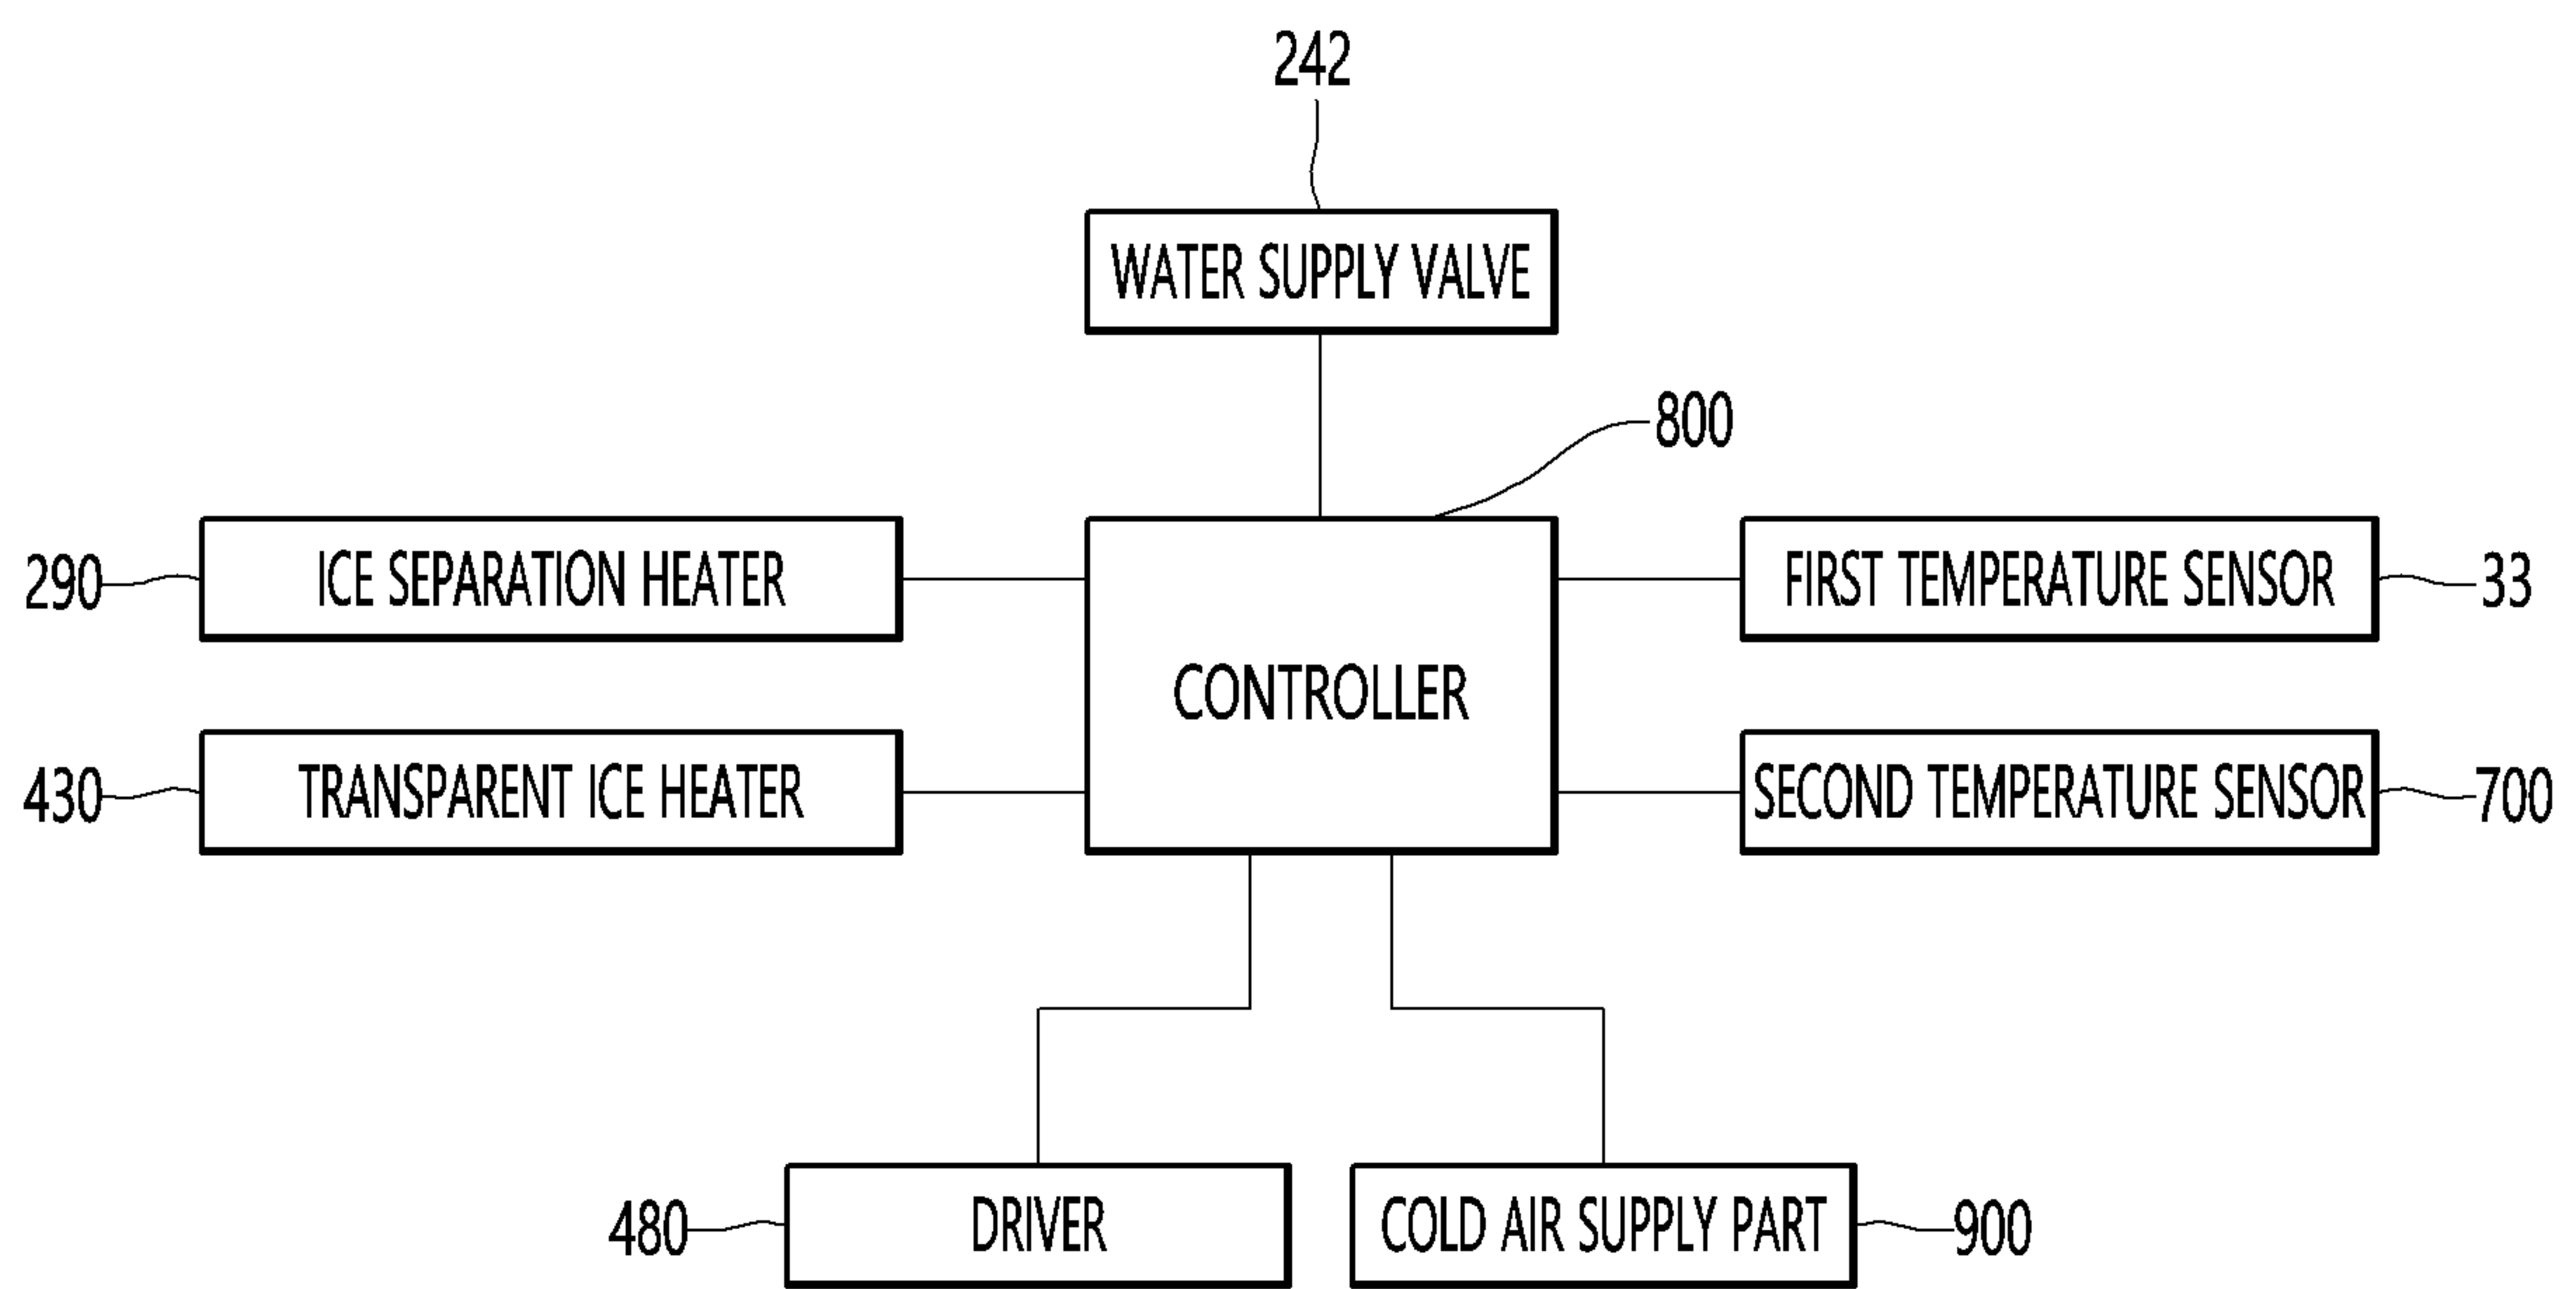 242
WATER SUPPLY VALVE
800
290
ICE SEPARATION HEATER
CONTROLLER
FIRST TEMPERATURE SENSOR
33
430
TRANSPARENT ICE HEATER
SECOND TEMPERATURE SENSOR
700
480
DRIVER
COLD AIR SUPPLY PART
900